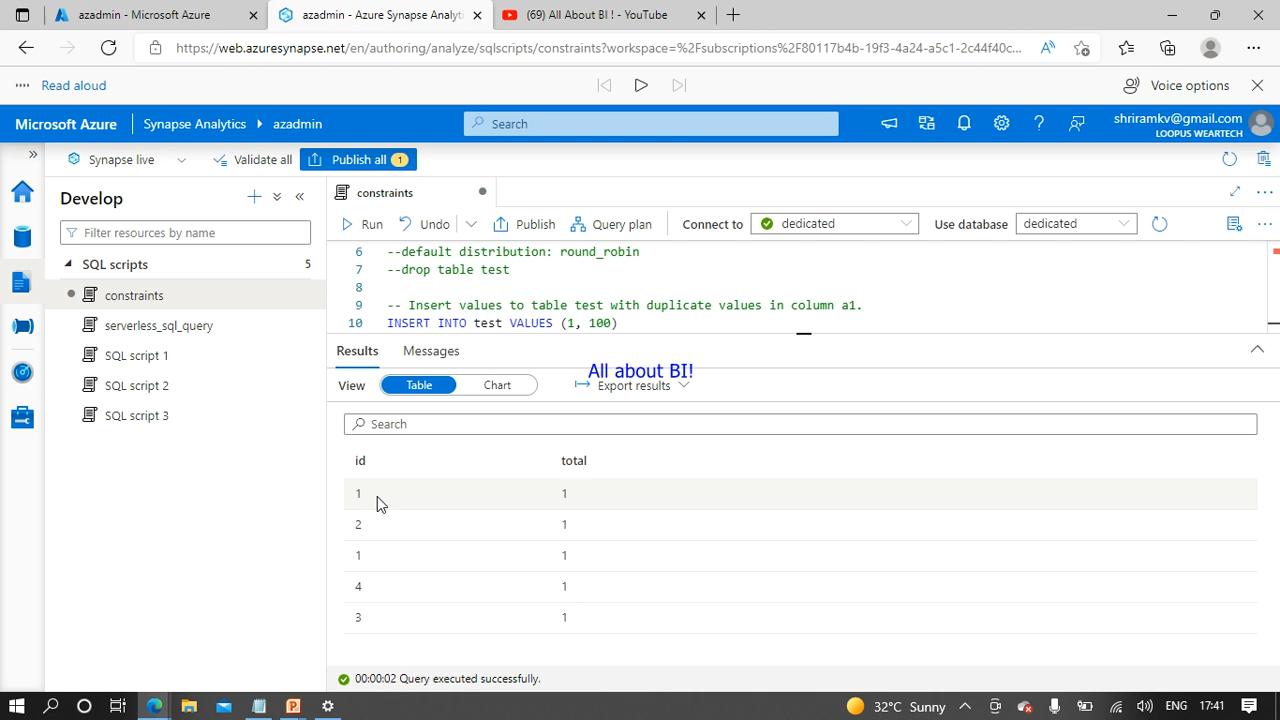 azadmin - Microsoft Azure
azadmin - Azure Synapse Analyti
(69) All About BI ! - YouTube
https://web.azuresynapse.net/en/authoring/analyze/sqlscripts/constraints?workspace=%2Fsubscriptions%2F80117b4b-19f3-4a24-a5c1-2c44f40c...
Read aloud
Voice options
Microsoft Azure
Synapse Analytics
azadmin
Search
shriramkv@gmail.com
LOOPUS WEARTECH
Synapse live
Validate all
Publish all 1
Develop
Filter resources by name
SQL scripts 5
constraints
serverless_sql_query
SQL script 1
SQL script 2
SQL script 3
constraints
Run
Undo
Publish
Query plan
Connect to
dedicated
Use database
dedicated
6 --default distribution: round_robin
7 --drop table test
8
9 -- Insert values to table test with duplicate values in column a1.
10 INSERT INTO test VALUES (1, 100)
Results
Messages
All about BI!
View
Table
Chart
Export results
Search
id total
1 1
2 1
1 1
4 1
3 1
00:00:02 Query executed successfully.
32°C Sunny
ENG
17:41